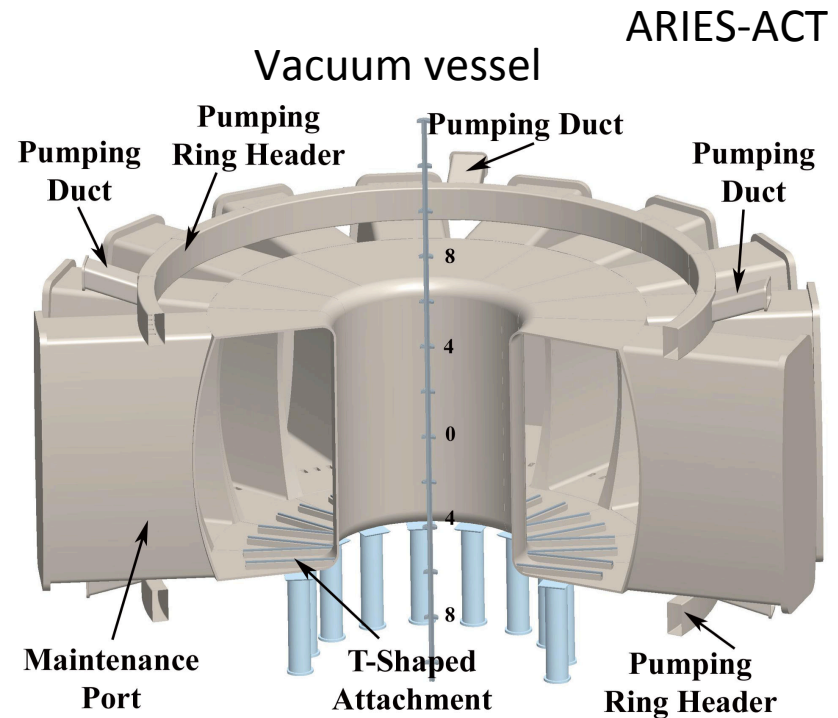 ARIES-ACT
Vacuum vessel
Pumping
Duct
Pumping
Ring Header
Pumping Duct
Pumping
Duct
8
4
0
4
8
Maintenance
Port
T-Shaped
Attachment
Pumping
Ring Header